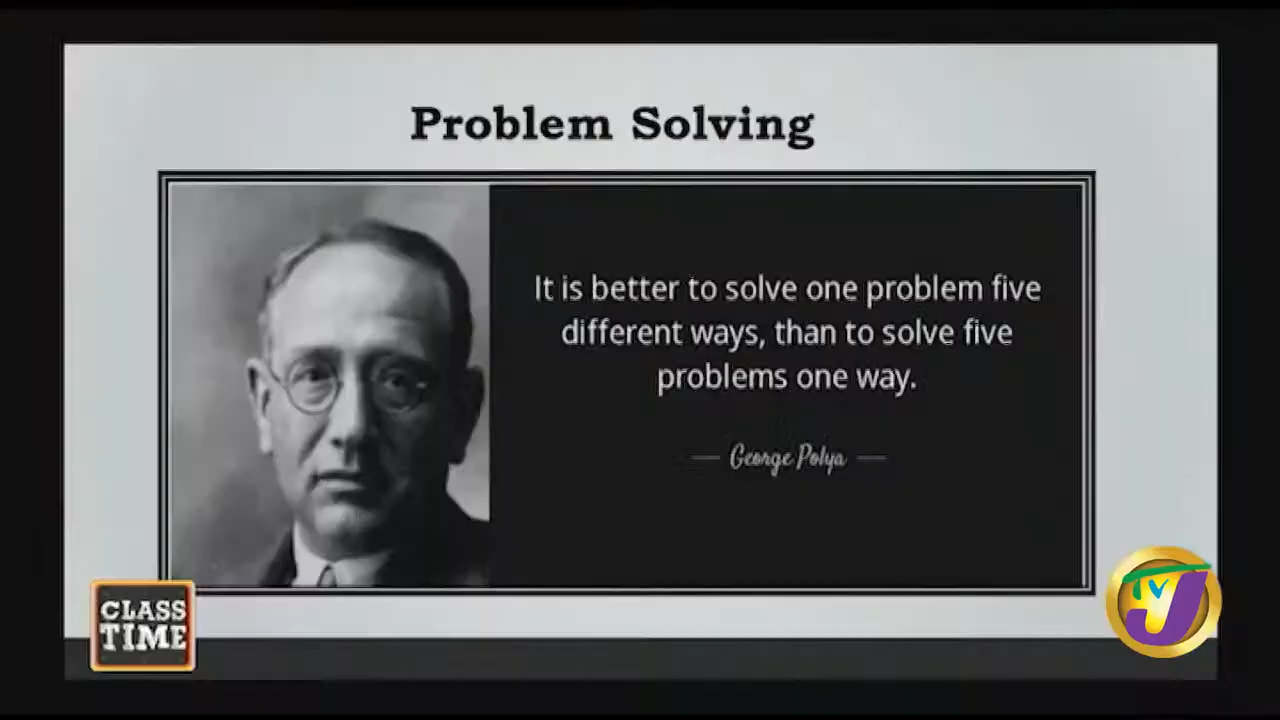 Problem Solving
It is better to solve one problem five
different ways, than to solve five
problems one way.
George Polya
CLASS
TIME
TVJ